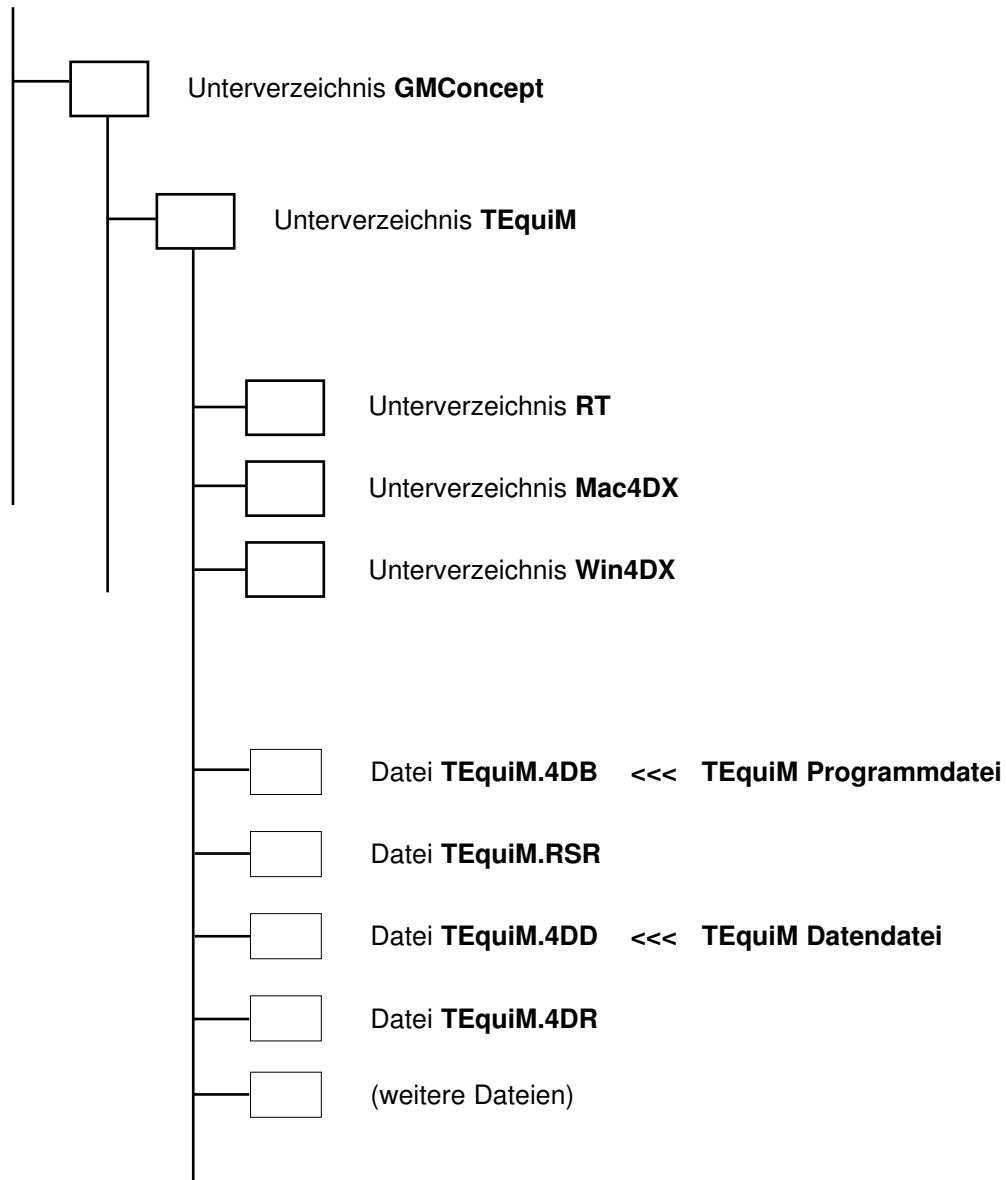 Unterverzeichnis GMConcept
Unterverzeichnis TEquiM
Unterverzeichnis RT
Unterverzeichnis Mac4DX
Unterverzeichnis Win4DX
Datei TEquiM.4DB <<< TEquiM Programmdatei
Datei TEquiM.RSR
Datei TEquiM.4DD <<< TEquiM Datendatei
Datei TEquiM.4DR
(weitere Dateien)